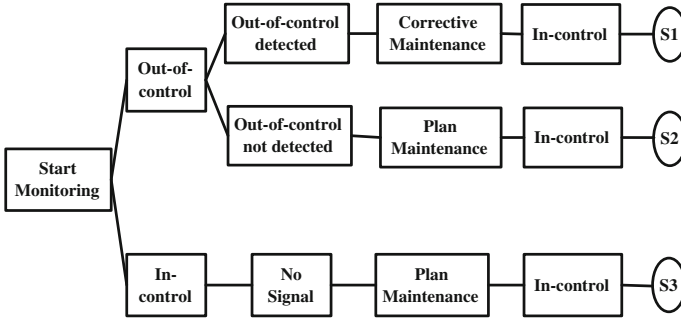 Out-of-control
detected
Corrective
Maintenance
In-control
S1
Out-of-
control
Out-of-control
not detected
Plan
Maintenance
In-control
S2
Start
Monitoring
In-
control
No
Signal
Plan
Maintenance
In-control
S3